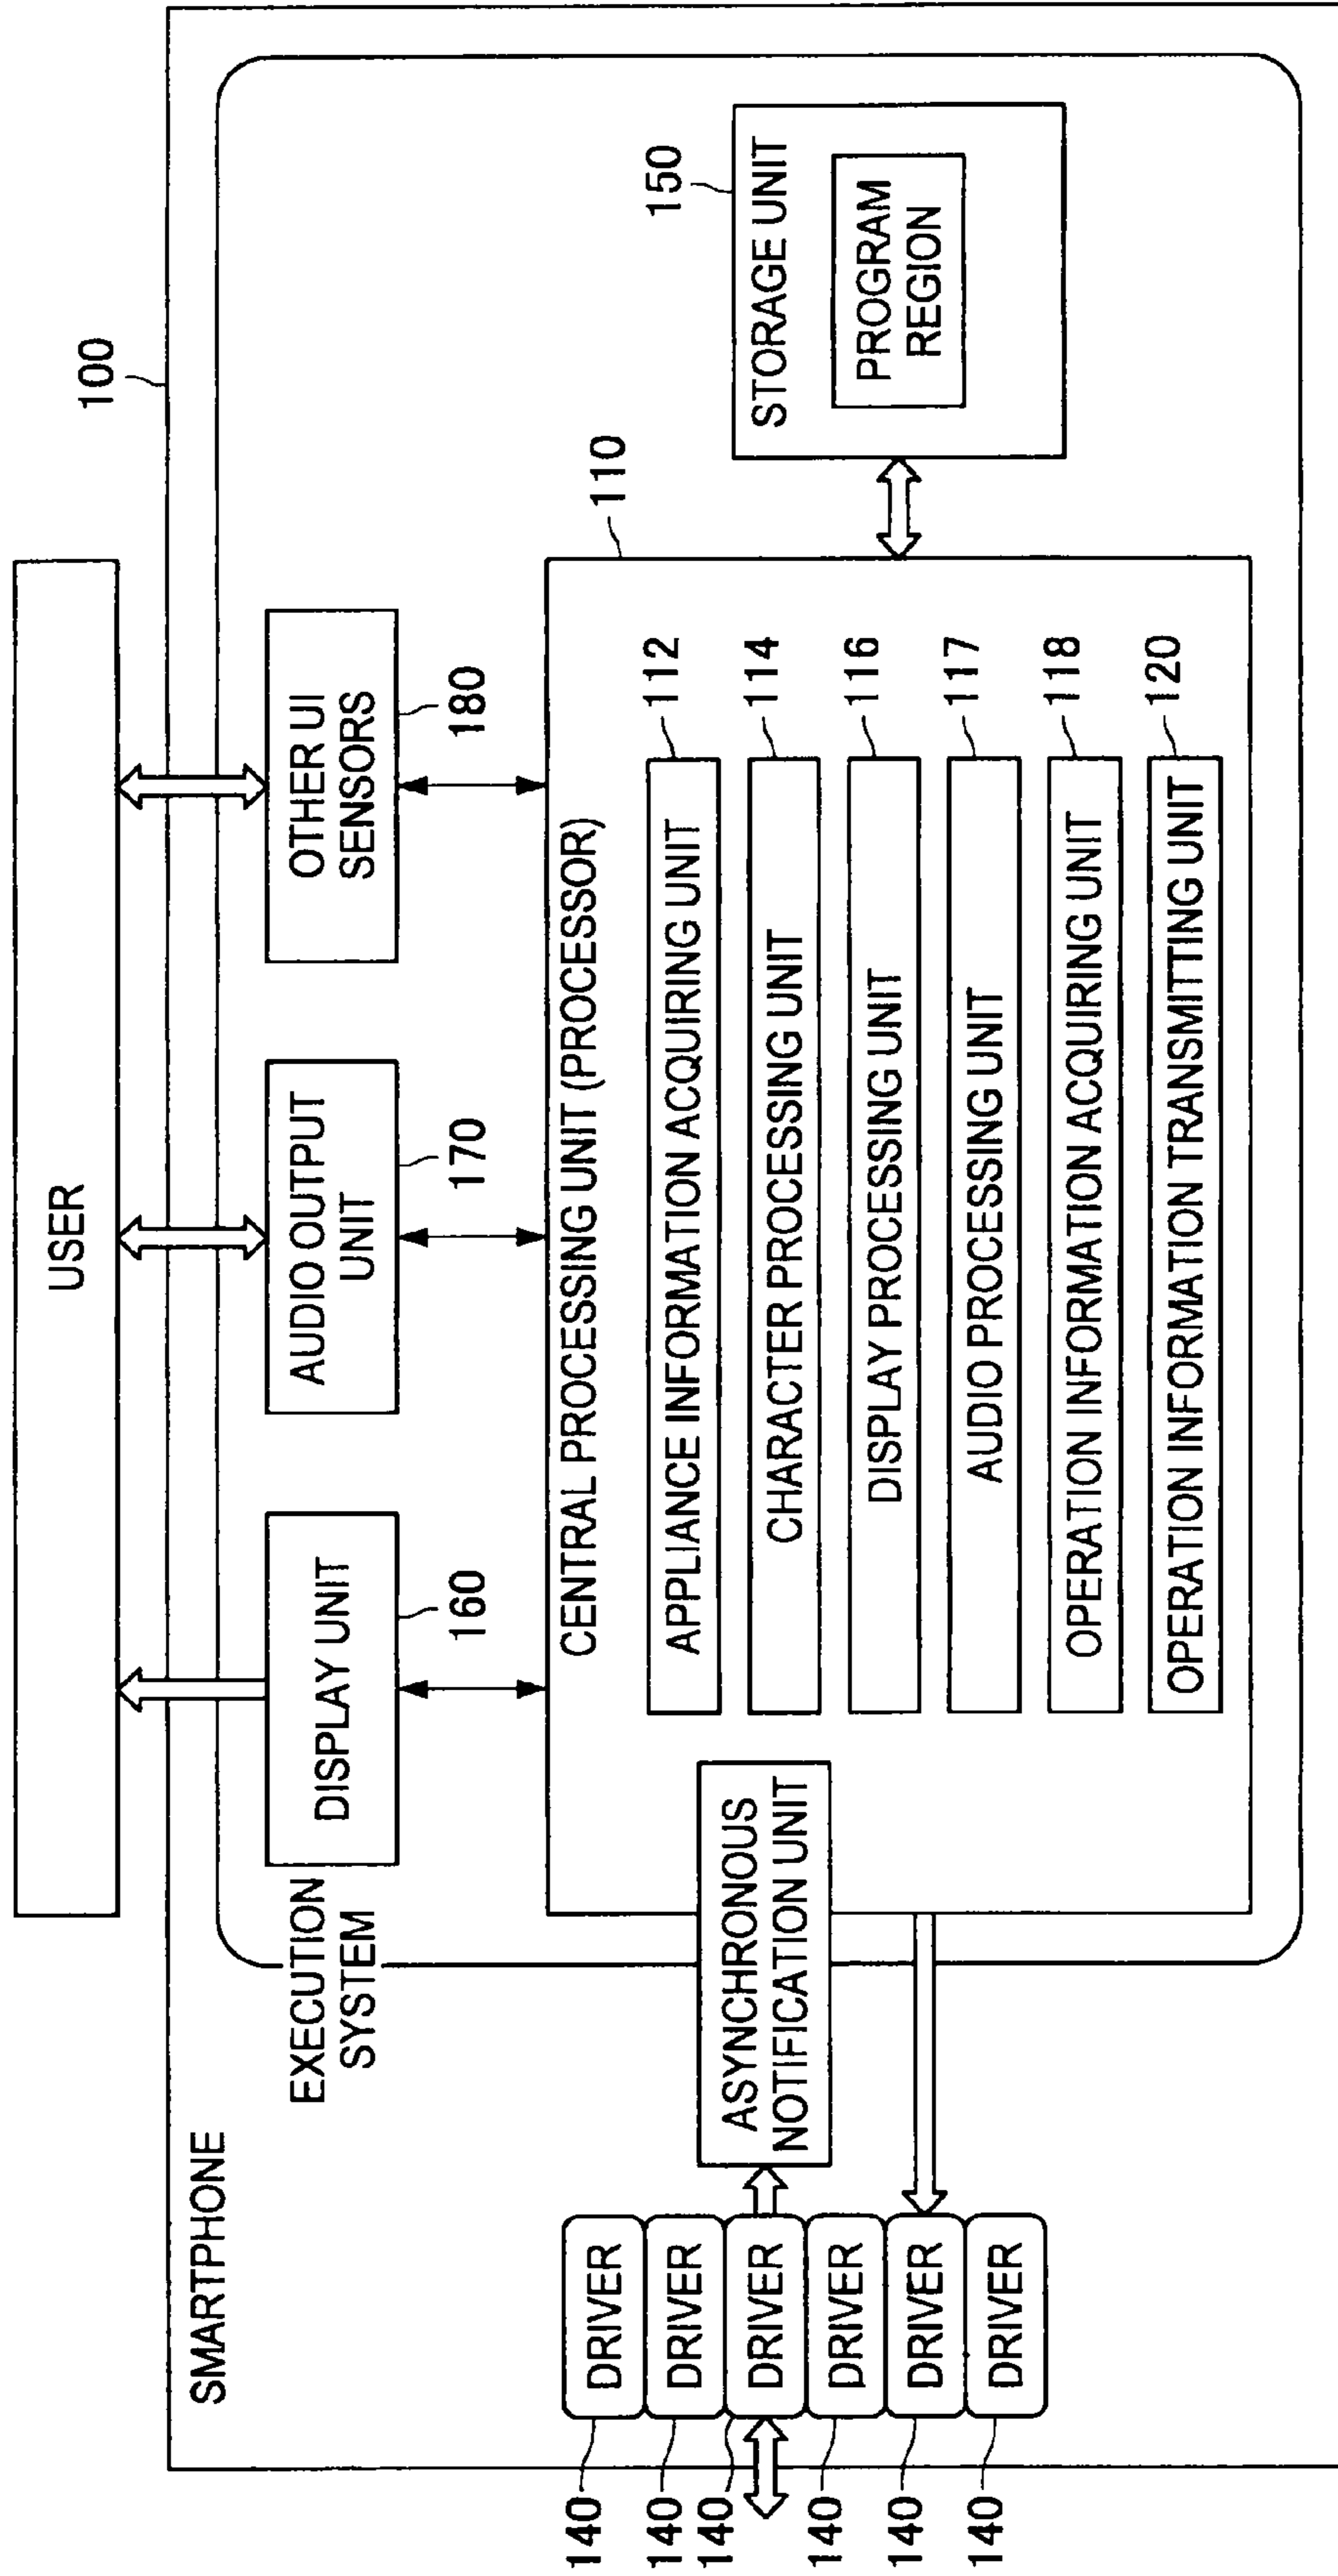 USER
100
SMARTPHONE
EXECUTION
SYSTEM
DISPLAY UNIT
160
AUDIO OUTPUT
UNIT
170
OTHER UI
SENSORS
180
150
STORAGE UNIT
PROGRAM
REGION
110
CENTRAL PROCESSING UNIT (PROCESSOR)
APPLIANCE INFORMATION ACQUIRING UNIT
112
CHARACTER PROCESSING UNIT
114
DISPLAY PROCESSING UNIT
116
AUDIO PROCESSING UNIT
117
OPERATION INFORMATION ACQUIRING UNIT
118
OPERATION INFORMATION TRANSMITTING UNIT
120
ASYNCHRONOUS
NOTIFICATION UNIT
140
DRIVER
140
DRIVER
140
DRIVER
140
DRIVER
140
DRIVER
140
DRIVER